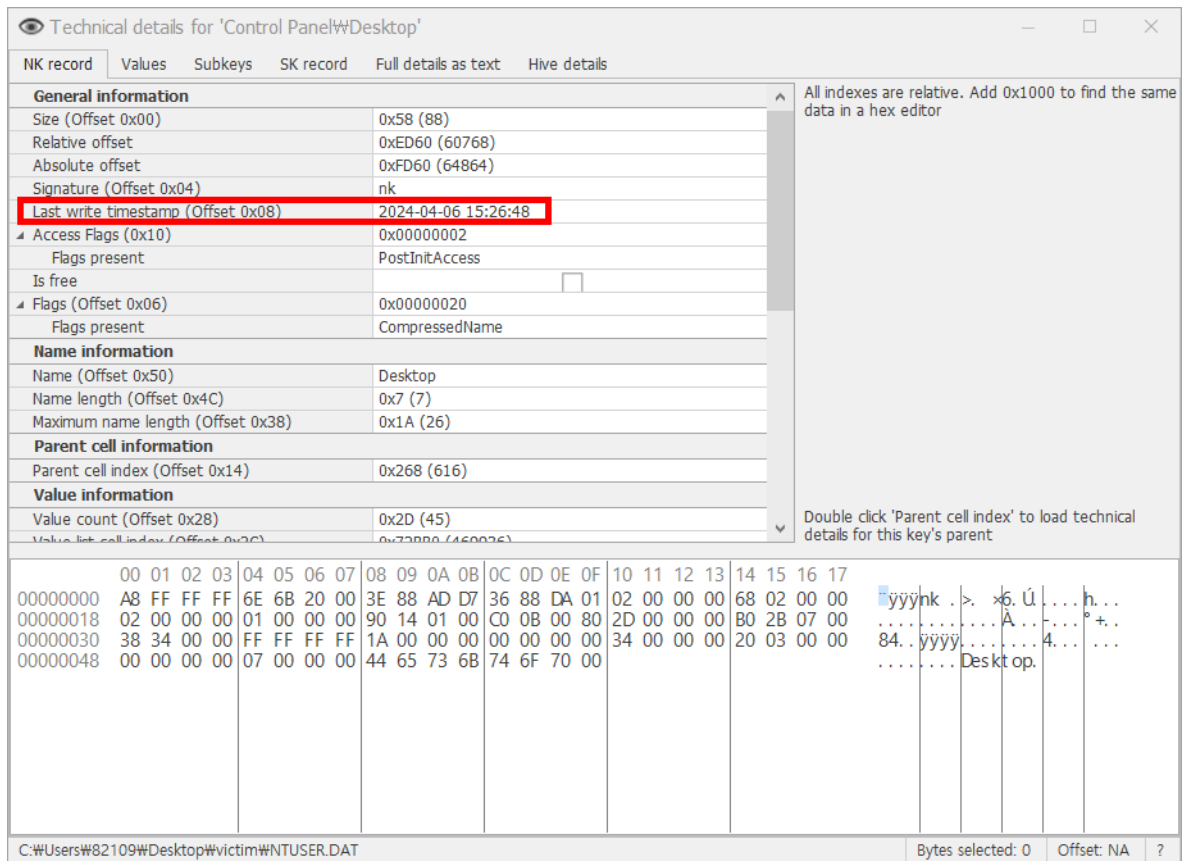 Technical details for 'Control Panel₩Desktop'
NK record Values Subkeys SK record Full details as text Hive details
General information
Size (Offset 0x00) 0x58 (88)
Relative offset 0xED60 (60768)
Absolute offset 0xFD60 (64864)
Signature (Offset 0x04) nk
Last write timestamp (Offset 0x08) 2024-04-06 15:26:48
Access Flags (0x10) 0x00000002
Flags present PostInitAccess
Is free
Flags (Offset 0x06) 0x00000020
Flags present CompressedName
Name information
Name (Offset 0x50) Desktop
Name length (Offset 0x4C) 0x7 (7)
Maximum name length (Offset 0x38) 0x1A (26)
Parent cell information
Parent cell index (Offset 0x14) 0x268 (616)
Value information
Value count (Offset 0x28) 0x2D (45)
Value list cell index (Offset 0x2C) 0x72BB0 (469936)
All indexes are relative. Add 0x1000 to find the same
data in a hex editor
Double click 'Parent cell index' to load technical
details for this key's parent
00 01 02 03 04 05 06 07 08 09 0A 0B 0C 0D 0E 0F 10 11 12 13 14 15 16 17
00000000 A8 FF FF FF 6E 6B 20 00 3E 88 AD D7 36 88 DA 01 02 00 00 00 68 02 00 00 ¨ÿÿÿnk .>. ×6. Ú. . . . . h. . .
00000018 02 00 00 00 01 00 00 00 90 14 01 00 C0 0B 00 80 2D 00 00 00 B0 2B 07 00 . . . . . . . . . . . . À. . . -. . . °+. .
00000030 38 34 00 00 FF FF FF FF 1A 00 00 00 00 00 00 00 34 00 00 00 20 03 00 00 84. . ÿÿÿÿ. . . . . . . . 4. . . . . .
00000048 00 00 00 00 07 00 00 00 44 65 73 6B 74 6F 70 00 . . . . . . . . Desktop.
C:₩Users₩82109₩Desktop₩victim₩NTUSER.DAT Bytes selected: 0 Offset: NA ?